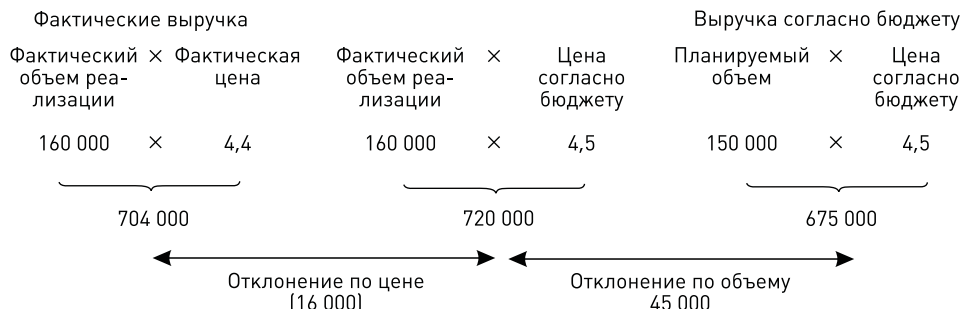 Фактические выручка Выручка согласно бюджету
Фактический × Фактическая Фактический × Цена Планируемый × Цена
объем реа- цена объем реа- согласно объем согласно
лизации лизации бюджету бюджету
160 000 × 4,4 160 000 × 4,5 150 000 × 4,5
704 000 720 000 675 000
Отклонение по цене Отклонение по объему
(16 000) 45 000